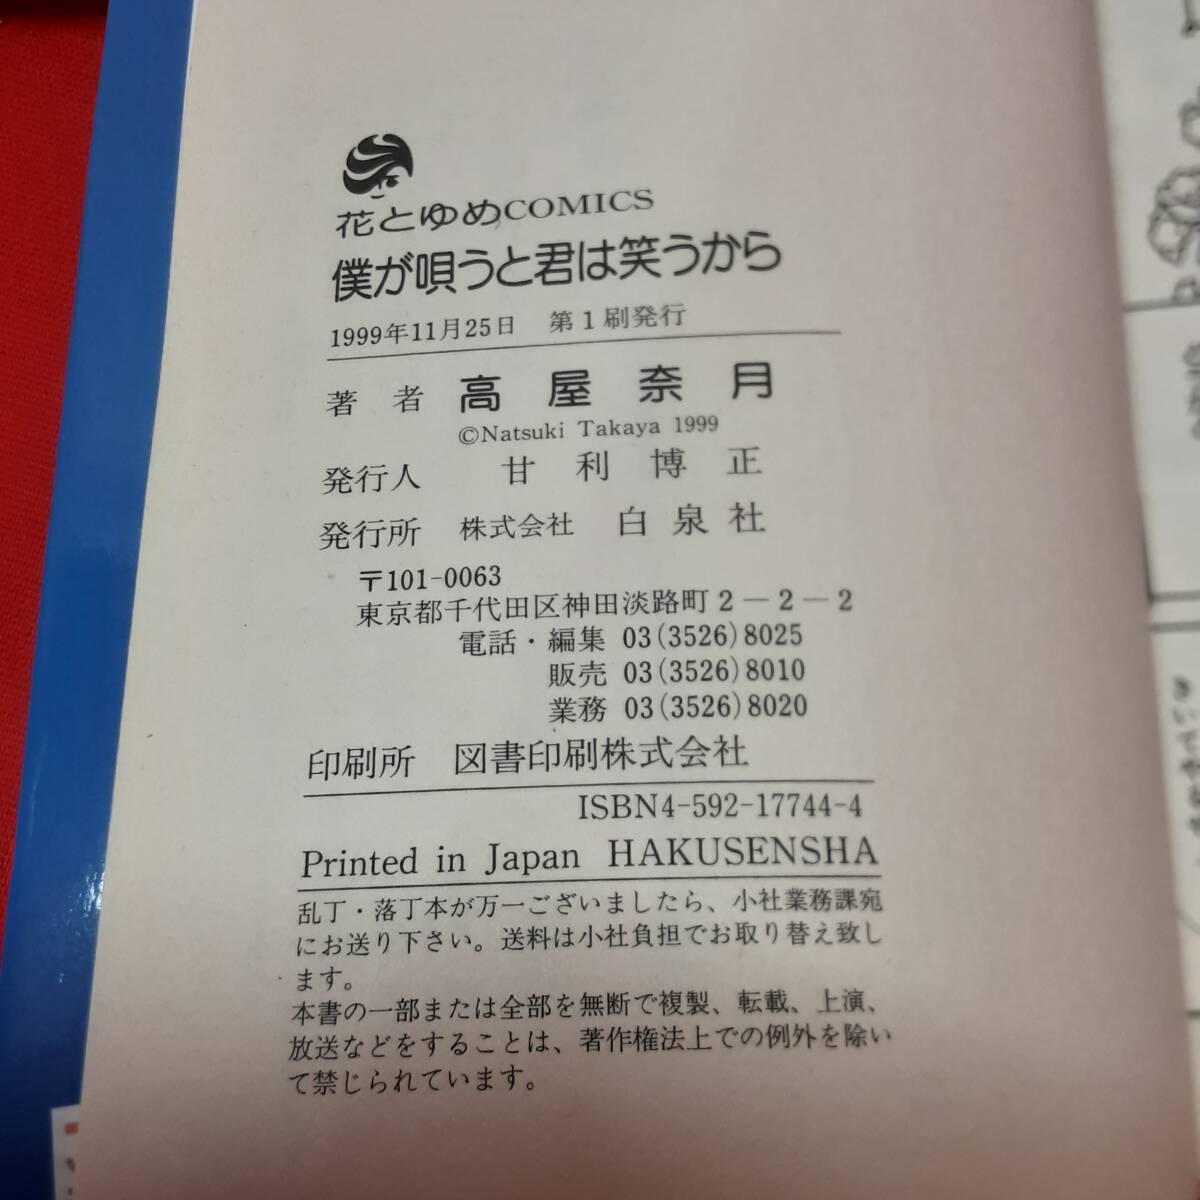 花とゆめCOMICS
僕が唄うと君は笑うから
1999年11月25日　第1刷発行
著　者　高　屋　奈　月
©Natsuki Takaya 1999
発行人　甘　利　博　正
発行所　株式会社　白　泉　社
〒101-0063
東京都千代田区神田淡路町2－2－2
電話・編集 03(3526)8025
販売 03(3526)8010
業務 03(3526)8020
印刷所　図書印刷株式会社
ISBN4-592-17744-4
Printed in Japan HAKUSENSHA
乱丁・落丁本が万一ございましたら、小社業務課宛
にお送り下さい。送料は小社負担でお取り替え致し
ます。
本書の一部または全部を無断で複製、転載、上演、
放送などをすることは、著作権法上での例外を除い
て禁じられています。